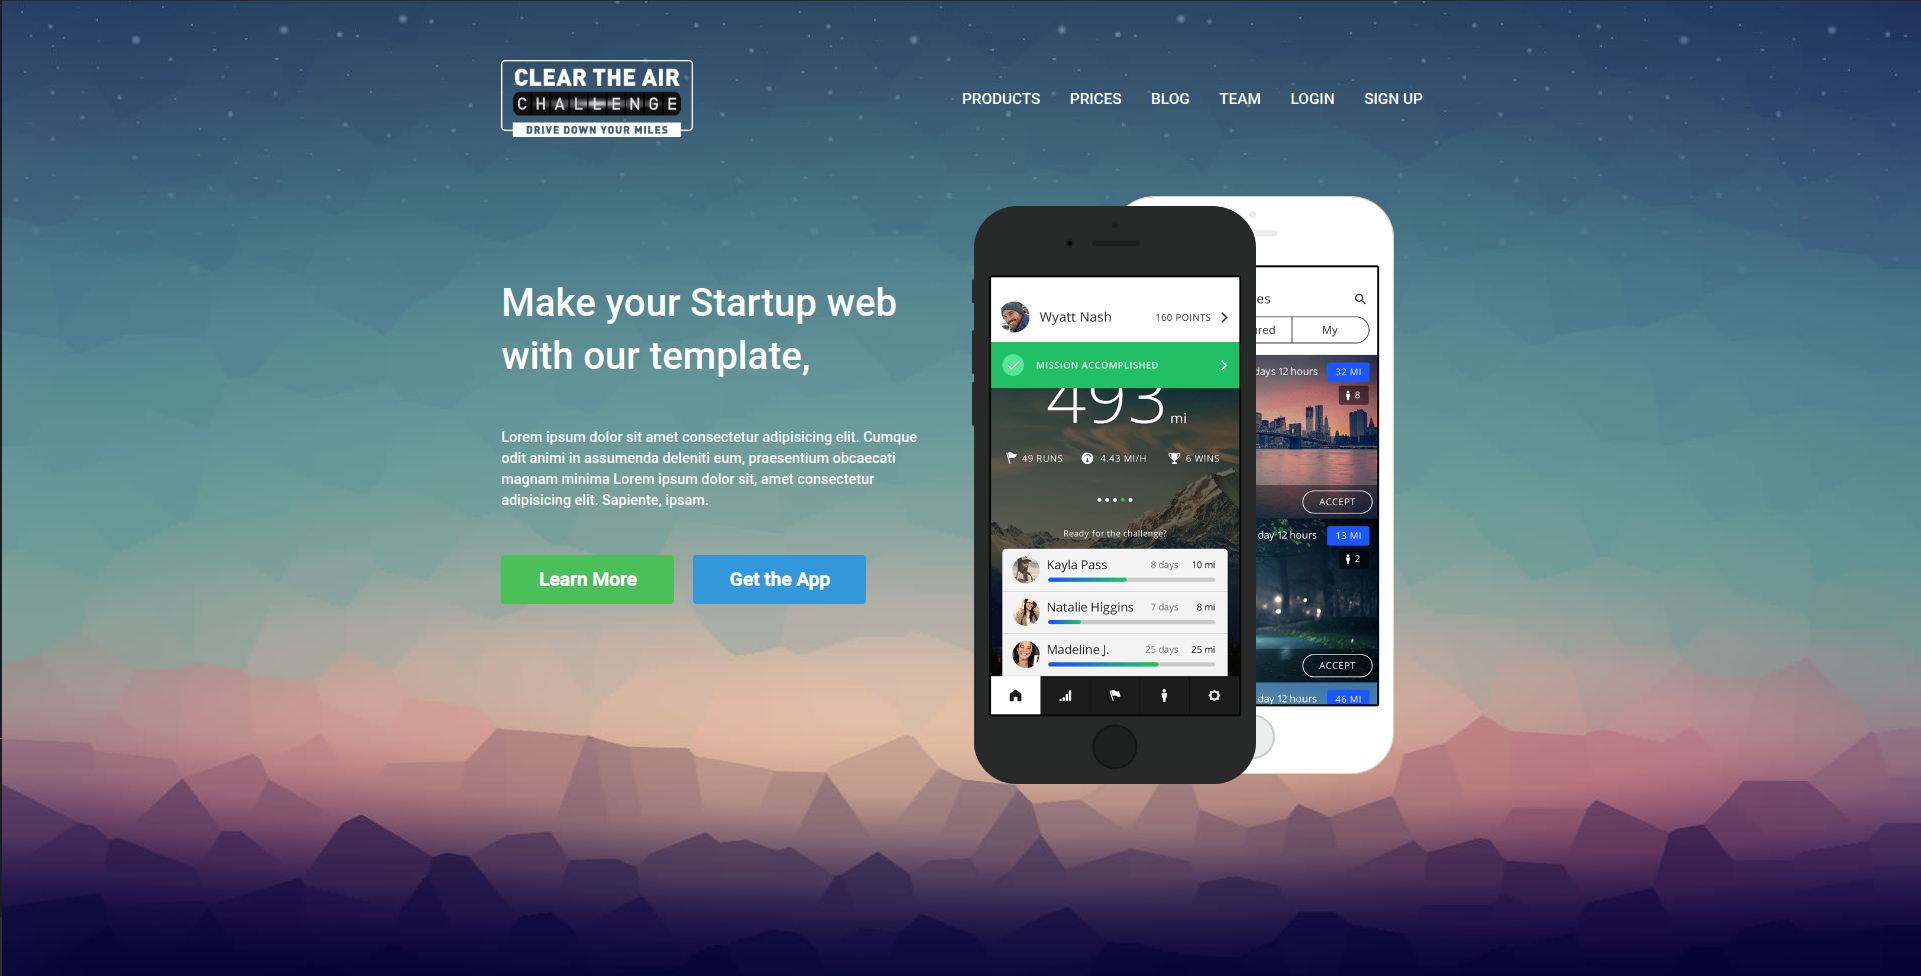 CLEAR THE AIR
CHALLENGE
DRIVE DOWN YOUR MILES
PRODUCTS PRICES BLOG TEAM LOGIN SIGN UP
Make your Startup web
with our template,
Lorem ipsum dolor sit amet consectetur adipisicing elit. Cumque
odit animi in assumenda deleniti eum, praesentium obcaecati
magnam minima Lorem ipsum dolor sit, amet consectetur
adipisicing elit. Sapiente, ipsam.
Learn More Get the App
Wyatt Nash 160 POINTS
MISSION ACCOMPLISHED
493 mi
49 RUNS 4.43 MI/H 6 WINS
Ready for the challenge?
Kayla Pass 8 days 10 mi
Natalie Higgins 7 days 8 mi
Madeline J. 25 days 25 mi
es
ured My
days 12 hours 32 MI
8
ACCEPT
day 12 hours 13 MI
2
ACCEPT
day 12 hours 46 MI